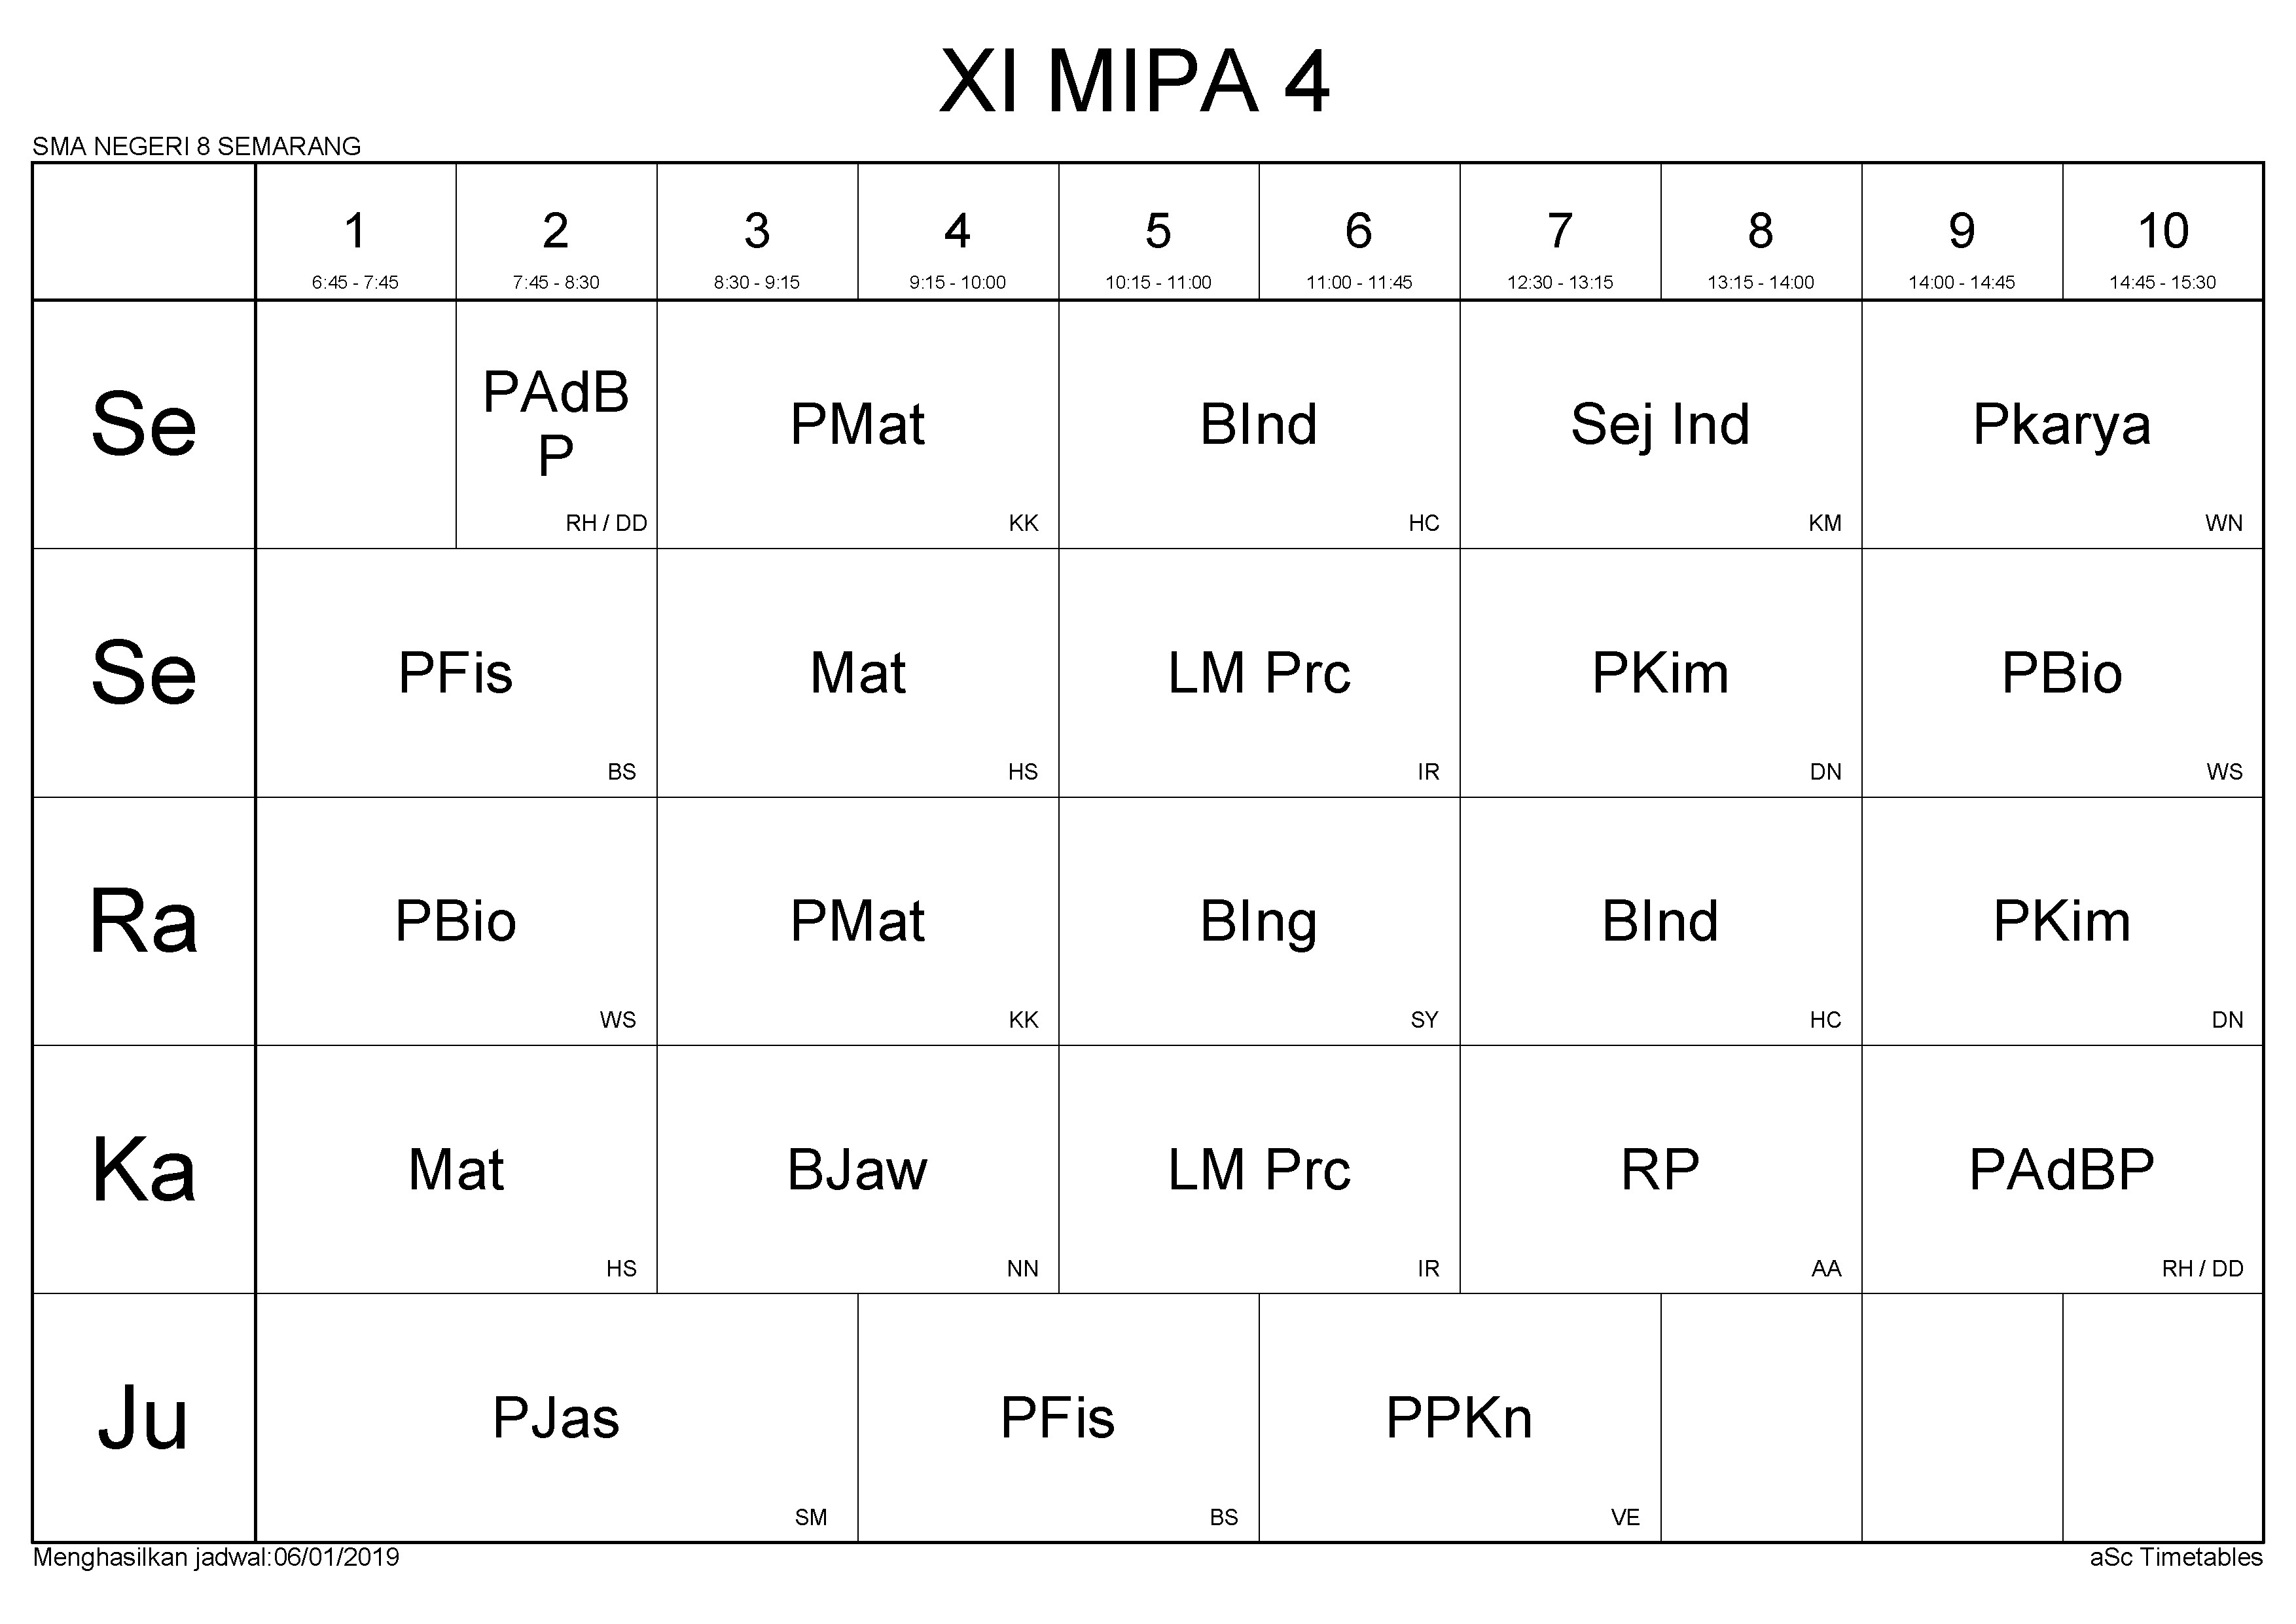 XI MIPA 4
SMA NEGERI 8 SEMARANG
1 2 3 4 5 6 7 8 9 10
6:45 - 7:45 7:45 - 8:30 8:30 - 9:15 9:15 - 10:00 10:15 - 11:00 11:00 - 11:45 12:30 - 13:15 13:15 - 14:00 14:00 - 14:45 14:45 - 15:30
Se PAdB PMat BInd Sej Ind Pkarya
P
RH / DD KK HC KM WN
Se PFis Mat LM Prc PKim PBio
BS HS IR DN WS
Ra PBio PMat BIng BInd PKim
WS KK SY HC DN
Ka Mat BJaw LM Prc RP PAdBP
HS NN IR AA RH / DD
Ju PJas PFis PPKn
SM BS VE
Menghasilkan jadwal:06/01/2019 aSc Timetables